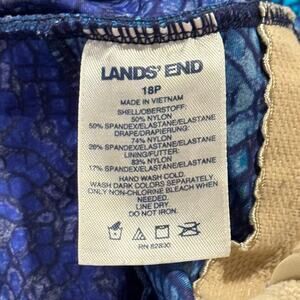 LANDS' END
18P
MADE IN VIETNAM
SHELL/OBERSTOFF:
50% NYLON
50% SPANDEX/ELASTANE/ELASTANE
DRAPE/DRAPIERUNG:
74% NYLON
26% SPANDEX/ELASTANE/ELASTANE
LINING/FUTTER:
83% NYLON
17% SPANDEX/ELASTANE/ELASTANE
HAND WASH COLD.
WASH DARK COLORS SEPARATELY
ONLY NON-CHLORINE BLEACH WHEN
NEEDED.
LINE DRY.
DO NOT IRON.
RN 82830